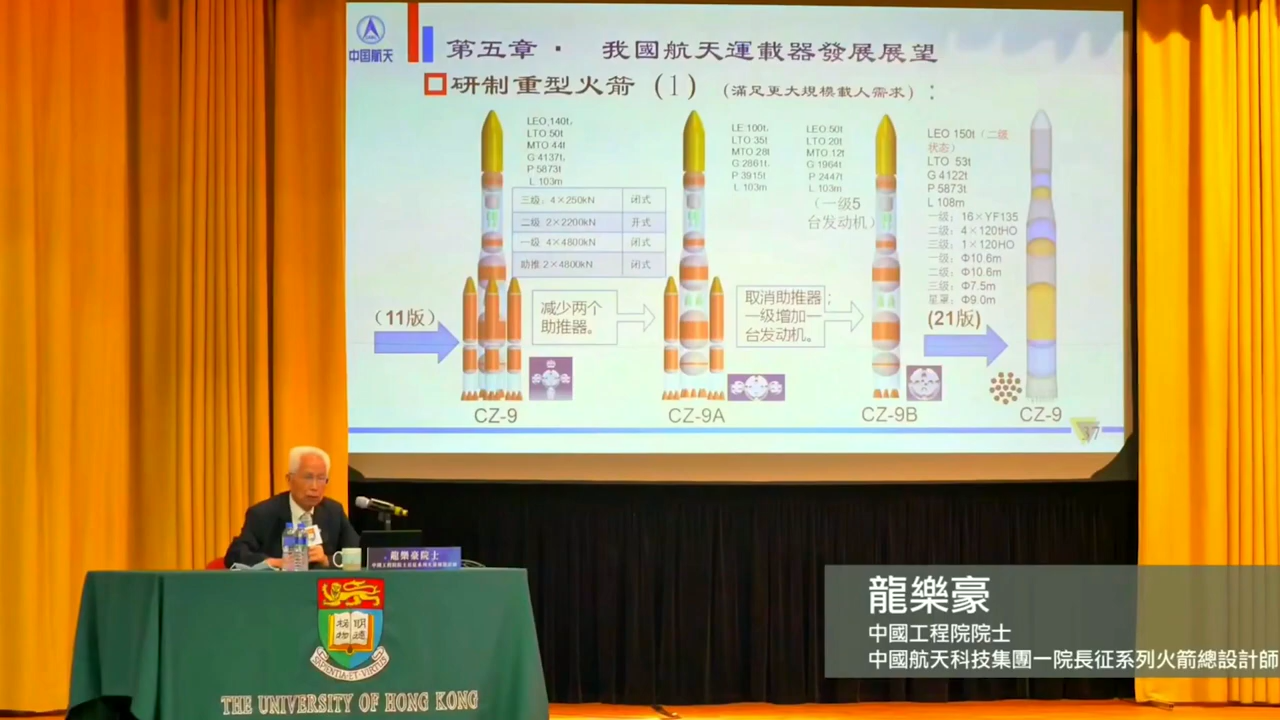 中国航天
第五章· 我國航天運載器發展展望
研制重型火箭（1）（滿足更大規模載人需求）：
LEO 140t
LTO 50t
MTO 44t
G 4137t
P 5873t
L 103m
三级：4×250kN 闭式
二级 2×2200kN 开式
一级 4×4800kN 闭式
助推 2×4800kN 闭式
LE 100t
LTO 35t
MTO 28t
G 2861t
P 3915t
L 103m
LEO 50t
LTO 20t
MTO 12t
G 1964t
P 2447t
L 103m
（一级5
台发动机）
LEO 150t（二级
状态）
LTO 53t
G 4122t
P 5873t
L 108m
一级：16×YF135
二级：4×120tHO
三级：1×120HO
一级：Φ10.6m
二级：Φ10.6m
三级：Φ7.5m
星罩：Φ9.0m
（11版）
减少两个
助推器。
取消助推器；
一级增加一
台发动机。
(21版)
CZ-9
CZ-9A
CZ-9B
CZ-9
37
龍樂豪院士
明德
格物
SAPIENTIA·ET·VIRTUS
THE UNIVERSITY OF HONG KONG
龍樂豪
中國工程院院士
中國航天科技集團一院長征系列火箭總設計師